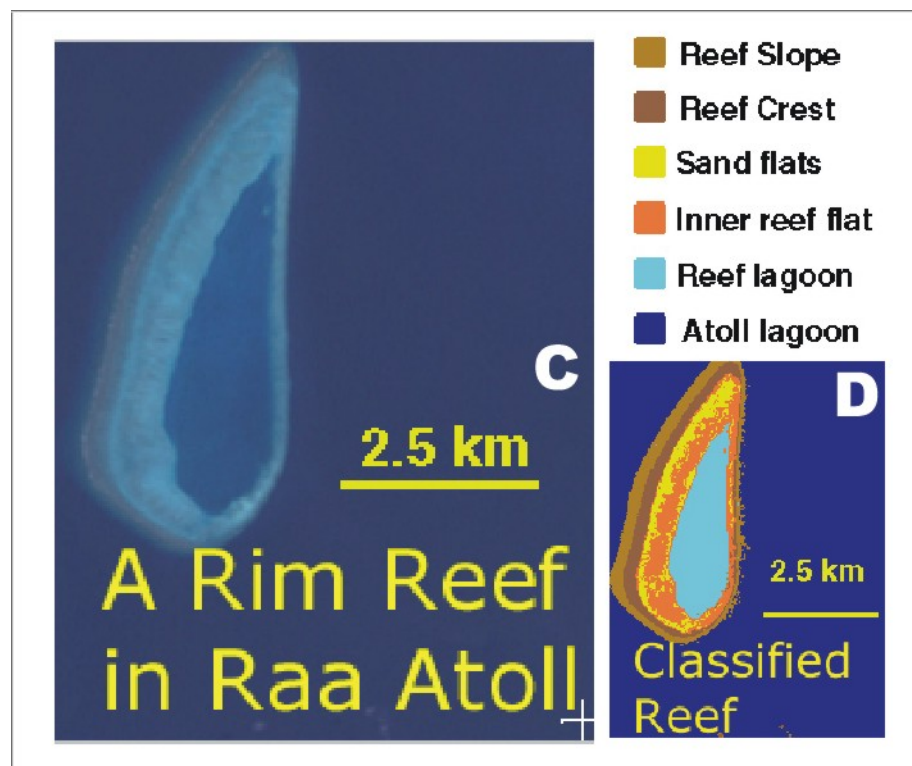 C
2.5 km
A Rim Reef
in Raa Atoll
Reef Slope
Reef Crest
Sand flats
Inner reef flat
Reef lagoon
Atoll lagoon
D
2.5 km
Classified
Reef